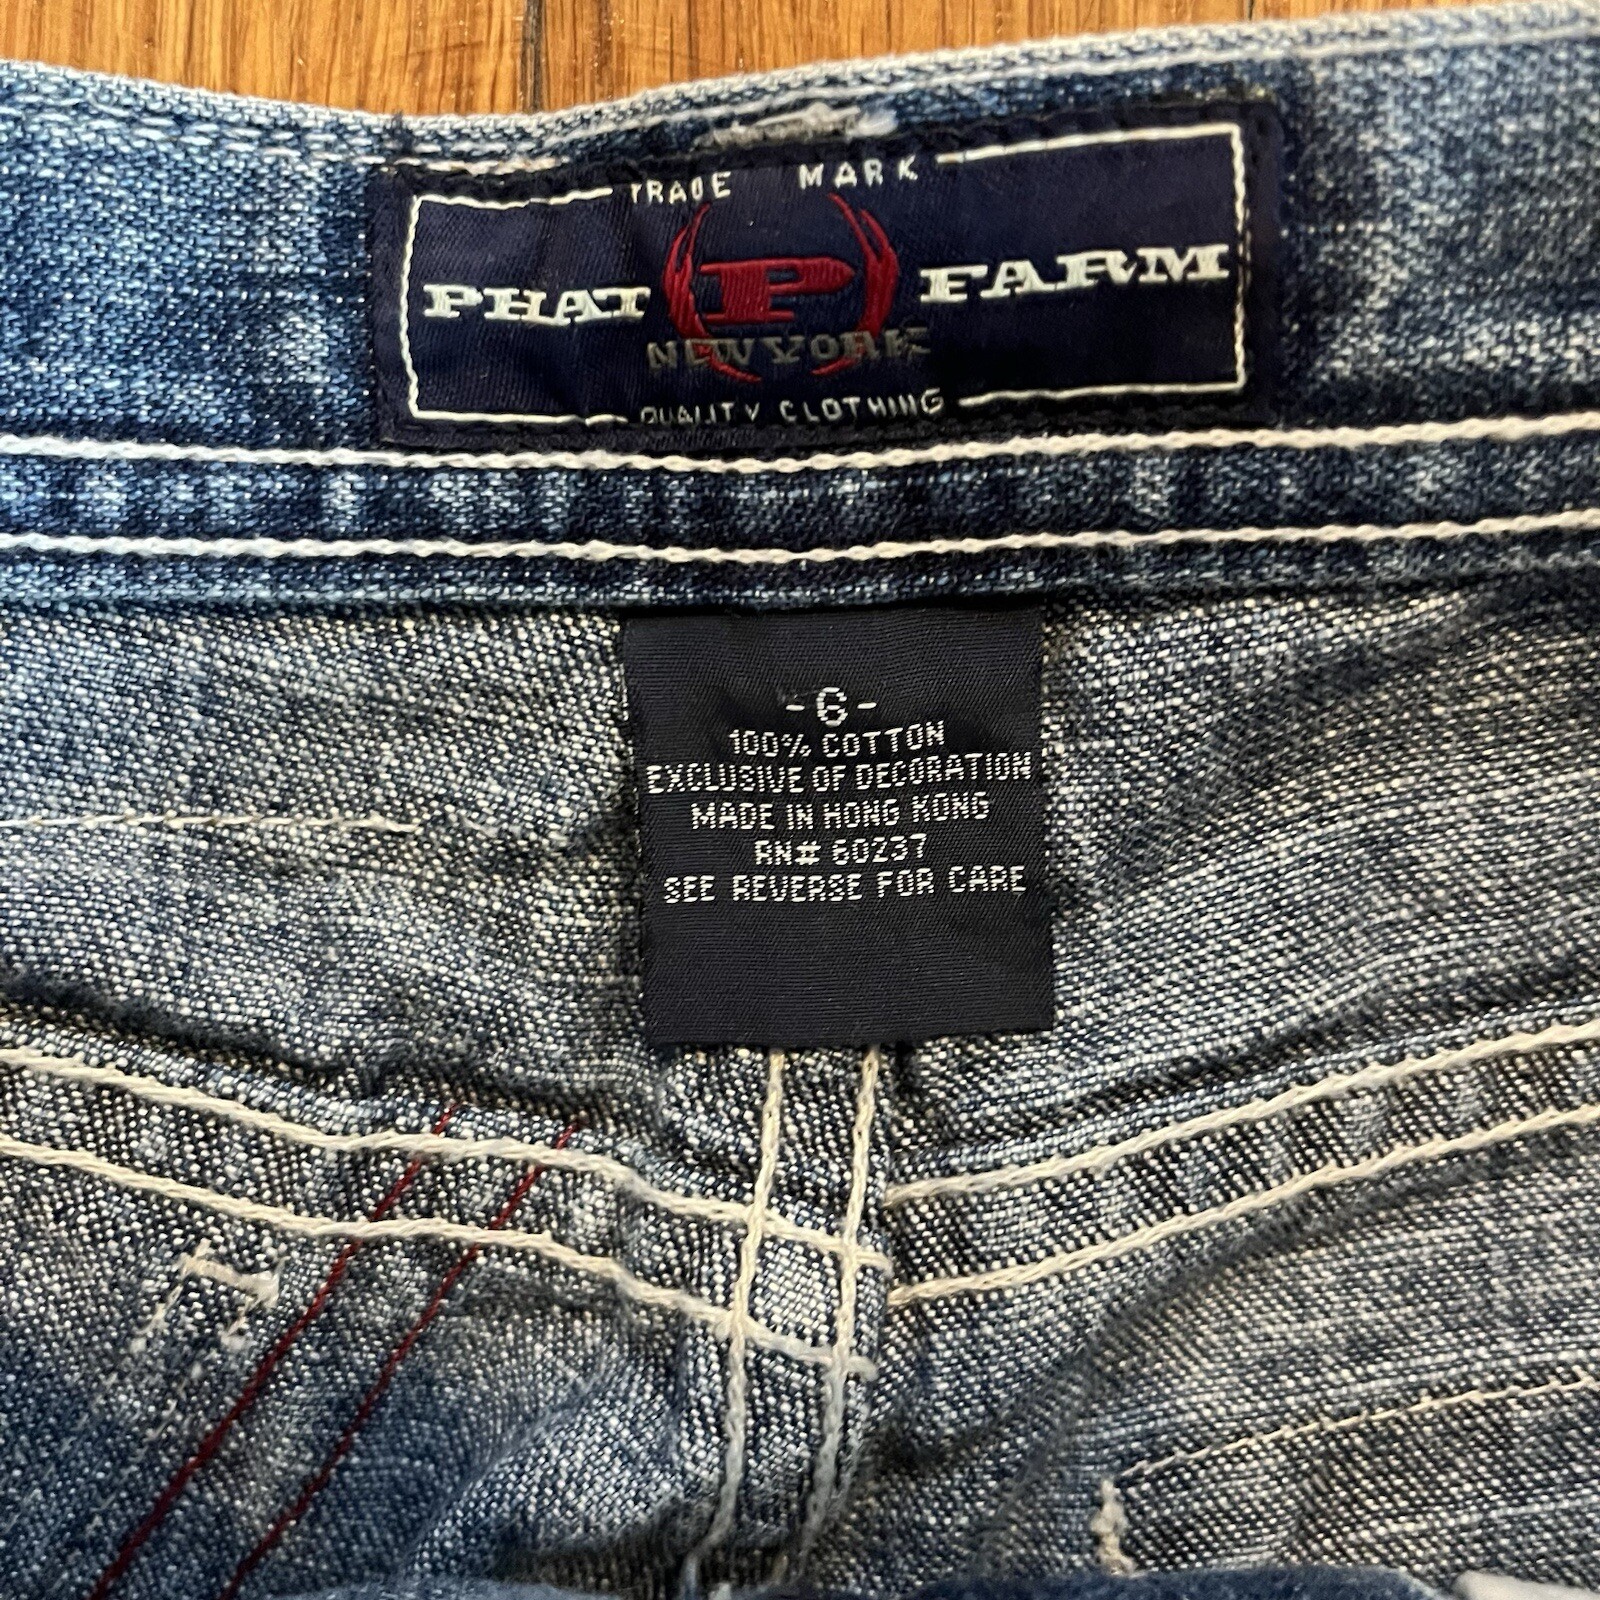 TRADE MARK
PHAT P FARM
NEW YORK
QUALITY CLOTHING
-6-
100% COTTON
EXCLUSIVE OF DECORATION
MADE IN HONG KONG
RN# 60237
SEE REVERSE FOR CARE